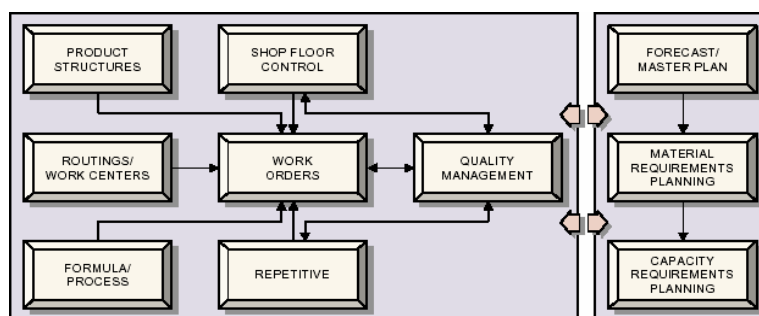 PRODUCT
STRUCTURES
SHOP FLOOR
CONTROL
FORECAST/
MASTER PLAN
ROUTINGS/
WORK CENTERS
WORK
ORDERS
QUALITY
MANAGEMENT
MATERIAL
REQUIREMENTS
PLANNING
FORMULA/
PROCESS
REPETITIVE
CAPACITY
REQUIREMENTS
PLANNING